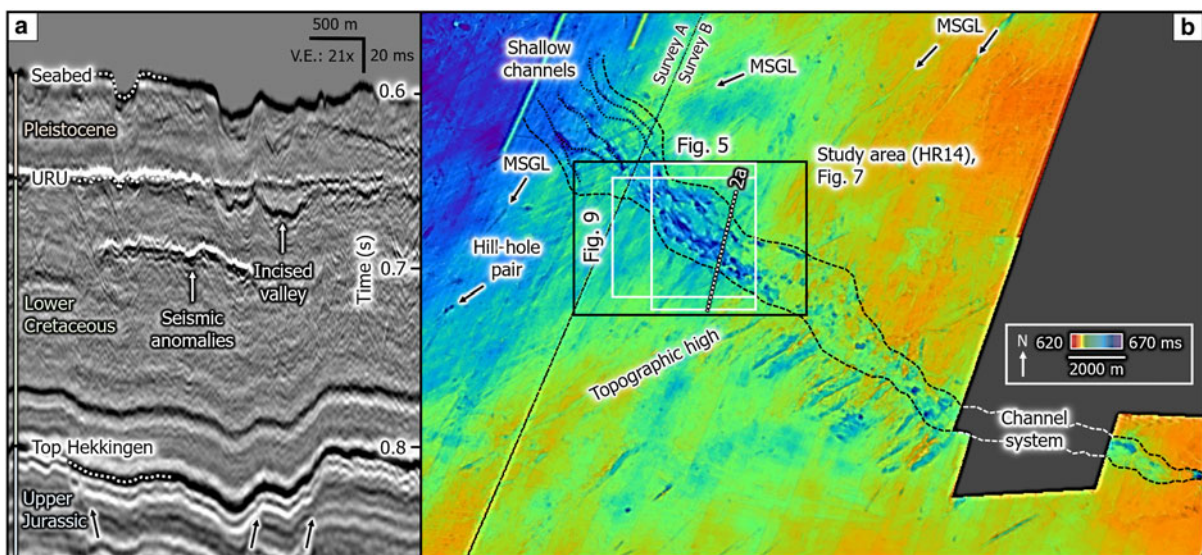 a
500 m
V.E.: 21x
20 ms
Seabed
0.6
Pleistocene
URU
Incised
valley
0.7
Time (s)
Seismic
anomalies
Lower
Cretaceous
Top Hekkingen
0.8
Upper
Jurassic
b
Shallow
channels
Survey A
Survey B
MSGL
MSGL
Fig. 5
MSGL
2a
Study area (HR14),
Fig. 7
Fig. 9
Hill-hole
pair
Topographic high
N
620
670 ms
2000 m
Channel
system